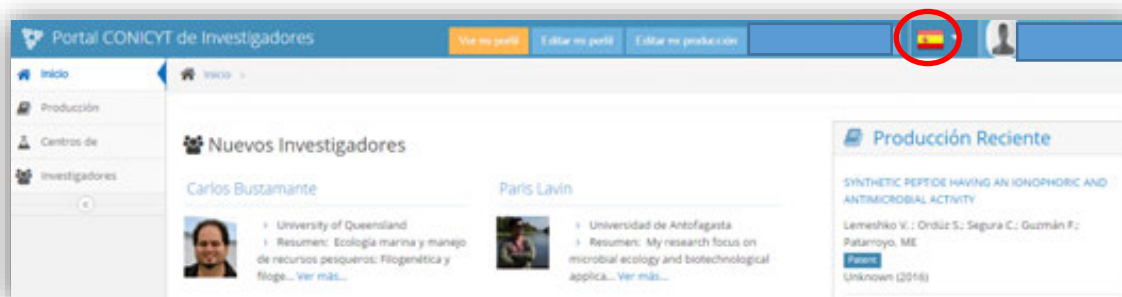 Portal CONICYT de Investigadores
Ver mi perfil
Editar mi perfil
Editar mi producción
Inicio
Producción
Centros de
Investigadores
Inicio
Nuevos Investigadores
Carlos Bustamante
University of Queensland
Resumen: Ecología marina y manejo
de recursos pesqueros; Filogenética y
filoge... Ver más...
Paris Lavin
Universidad de Antofagasta
Resumen: My research focus on
microbial ecology and biotechnological
applica... Ver más...
Producción Reciente
SYNTHETIC PEPTIDE HAVING AN IONOPHORIC AND
ANTIMICROBIAL ACTIVITY
Lemeshko V.; Orduz S.; Segura C.; Guzmán F.;
Patarroyo, ME
Patent
Unknown (2016)